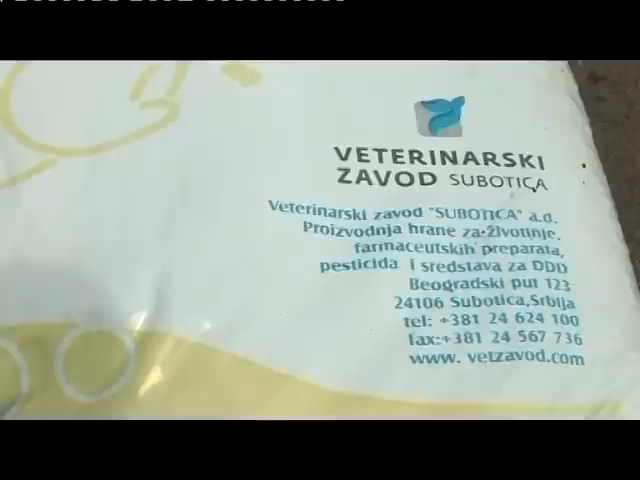 VETERINARSKI
ZAVOD SUBOTICA
Veterinarski zavod "SUBOTICA" a.d.
Proizvodnja hrane za životinje,
farmaceutskih preparata,
pesticida i sredstava za DDD
Beogradski put 123
24106 Subotica,Srbija
tel: +381 24 624 100
fax:+381 24 567 736
www. vetzavod.com